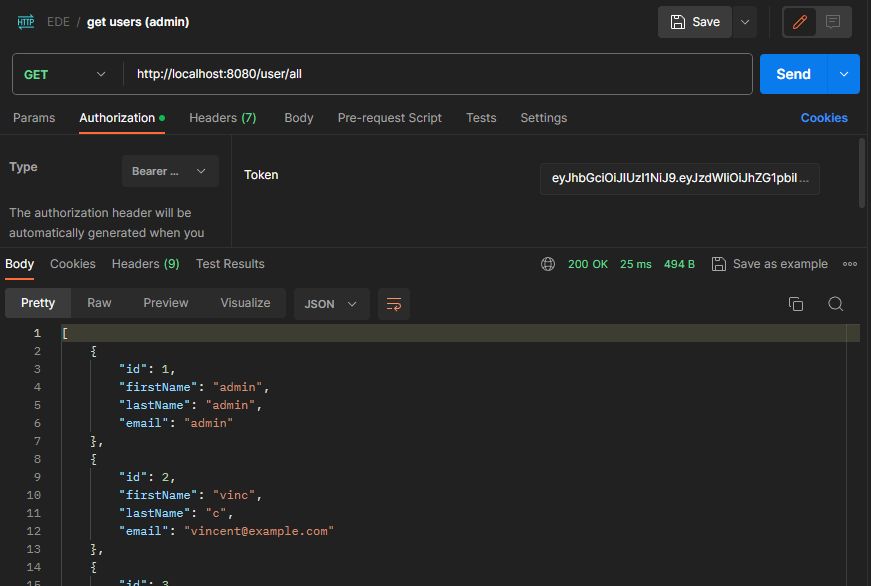 HTTP EDE / get users (admin) Save
GET http://localhost:8080/user/all Send
Params Authorization Headers (7) Body Pre-request Script Tests Settings Cookies
Type Bearer ... Token eyJhbGciOiJIUzI1NiJ9.eyJzdWIiOiJhZG1pbiI ...
The authorization header will be
automatically generated when you
Body Cookies Headers (9) Test Results 200 OK 25 ms 494 B Save as example
Pretty Raw Preview Visualize JSON
1 [
2 {
3 "id": 1,
4 "firstName": "admin",
5 "lastName": "admin",
6 "email": "admin"
7 },
8 {
9 "id": 2,
10 "firstName": "vinc",
11 "lastName": "c",
12 "email": "vincent@example.com"
13 },
14 {
15 "id": 3